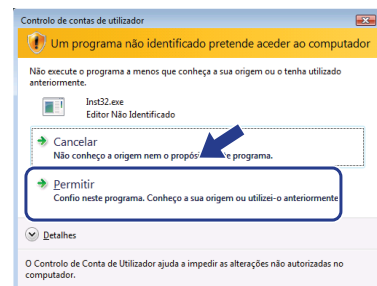 Controlo de contas de utilizador
Um programa não identificado pretende aceder ao computador
Não execute o programa a menos que conheça a sua origem ou o tenha utilizado
anteriormente.
Inst32.exe
Editor Não Identificado
Cancelar
Não conheço a origem nem o programa.
Permitir
Confio neste programa. Conheço a sua origem ou utilizei-o anteriormente
Detalhes
O Controlo de Conta de Utilizador ajuda a impedir as alterações não autorizadas no
computador.